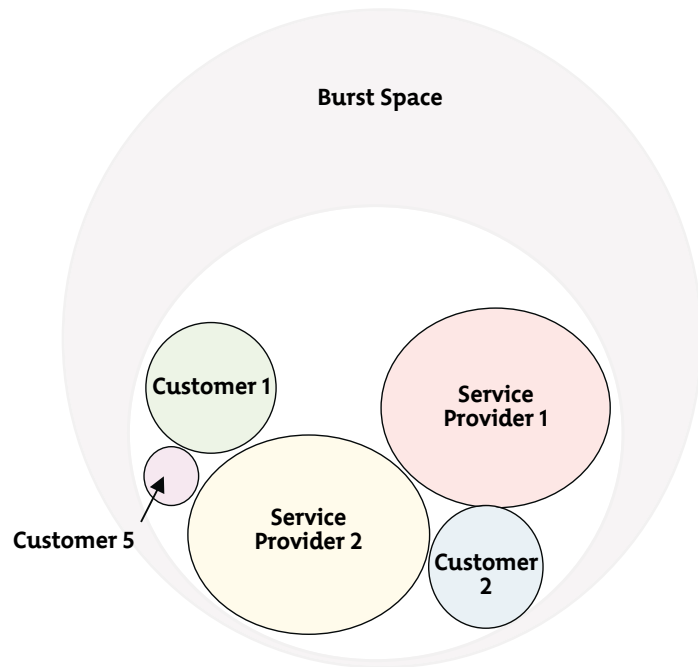 Burst Space
Customer 1
Service
Provider 1
Service
Provider 2
Customer 5
Customer
2